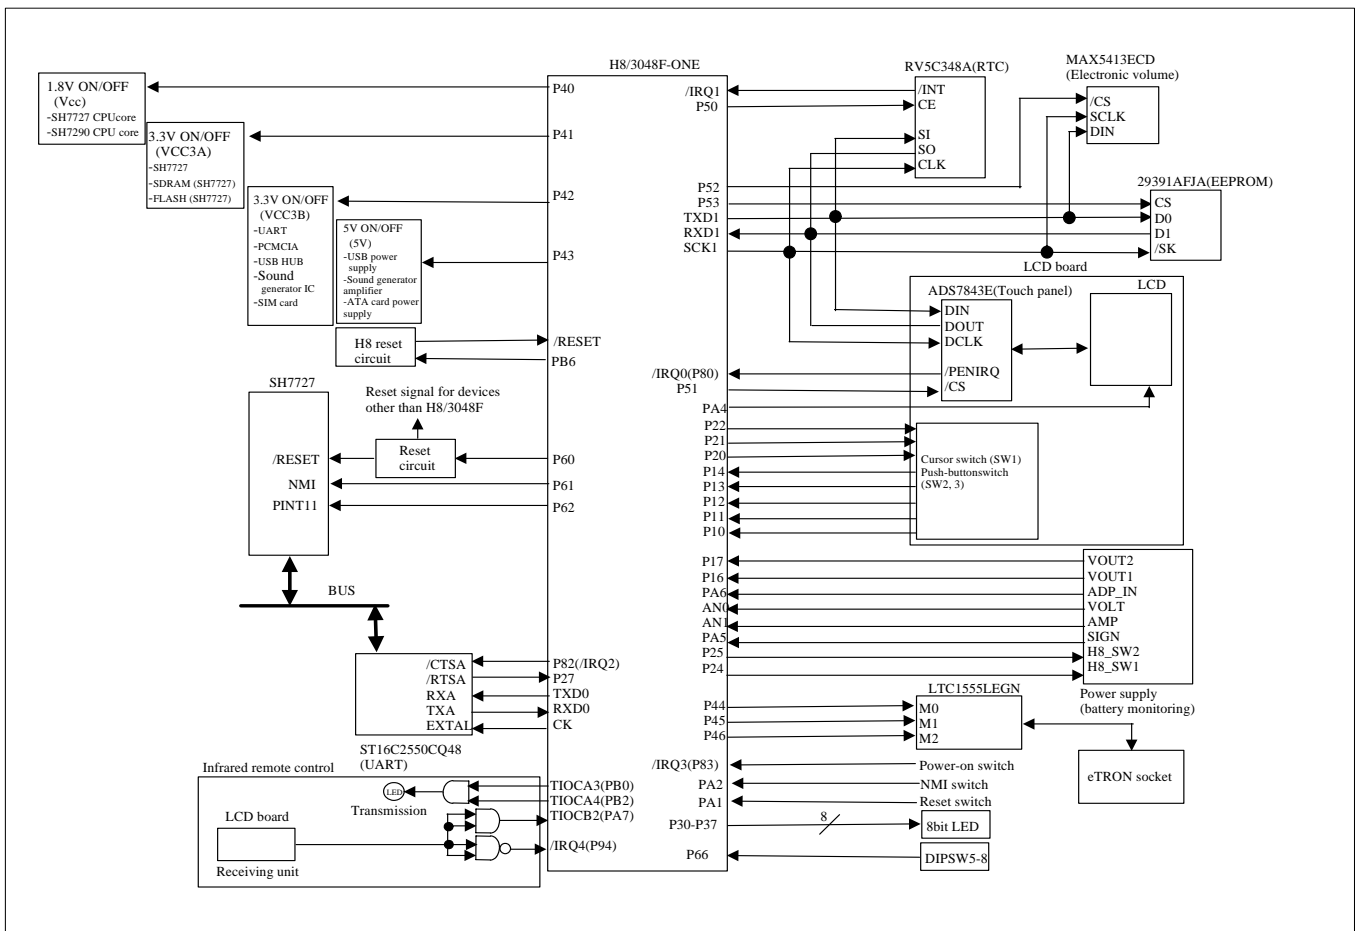 H8/3048F-ONE
1.8V ON/OFF
(Vcc)
-SH7727 CPUcore
-SH7290 CPU core
3.3V ON/OFF
(VCC3A)
-SH7727
-SDRAM (SH7727)
-FLASH (SH7727)
3.3V ON/OFF
(VCC3B)
-UART
-PCMCIA
-USB HUB
-Sound
generator IC
-SIM card
5V ON/OFF
(5V)
-USB power
supply
-Sound generator
amplifier
-ATA card power
supply
H8 reset
circuit
P40
P41
P42
P43
/RESET
PB6
SH7727
/RESET
NMI
PINT11
Reset signal for devices
other than H8/3048F
Reset
circuit
P60
P61
P62
BUS
/CTSA
/RTSA
RXA
TXA
EXTAL
P82(/IRQ2)
P27
TXD0
RXD0
CK
ST16C2550CQ48
(UART)
Infrared remote control
LED
Transmission
LCD board
Receiving unit
TIOCA3(PB0)
TIOCA4(PB2)
TIOCB2(PA7)
/IRQ4(P94)
RV5C348A(RTC)
/INT
CE
SI
SO
CLK
MAX5413ECD
(Electronic volume)
/CS
SCLK
DIN
29391AFJA(EEPROM)
CS
D0
D1
/SK
/IRQ1
P50
P52
P53
TXD1
RXD1
SCK1
LCD board
ADS7843E(Touch panel)
DIN
DOUT
DCLK
/PENIRQ
/CS
LCD
/IRQ0(P80)
P51
PA4
P22
P21
P20
P14
P13
P12
P11
P10
Cursor switch (SW1)
Push-buttonswitch
(SW2, 3)
P17
P16
PA6
AN0
AN1
PA5
P25
P24
VOUT2
VOUT1
ADP_IN
VOLT
AMP
SIGN
H8_SW2
H8_SW1
Power supply
(battery monitoring)
LTC1555LEGN
P44
P45
P46
M0
M1
M2
eTRON socket
/IRQ3(P83)
PA2
PA1
P30-P37
P66
Power-on switch
NMI switch
Reset switch
8
8bit LED
DIPSW5-8